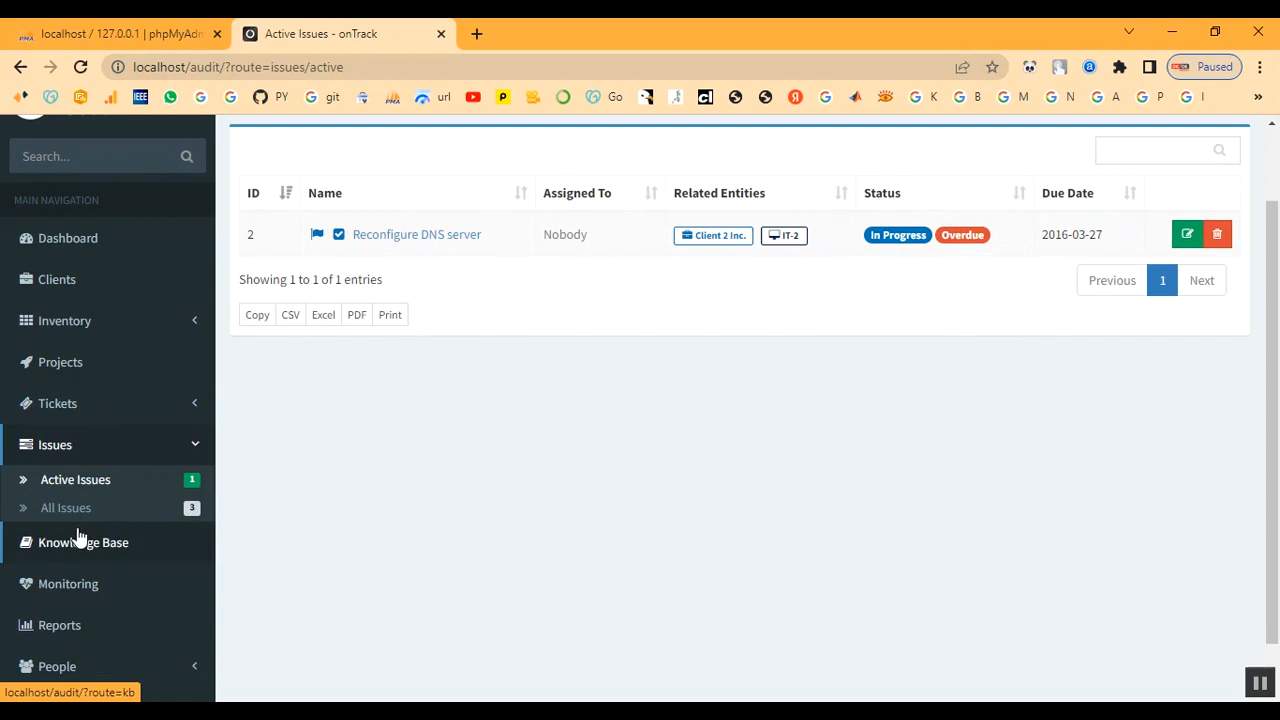 localhost / 127.0.0.1 | phpMyAdn
Active Issues - onTrack
localhost/audit/?route=issues/active
Paused
IEEE
PY
git
PMA
url
Go
K
B
M
N
A
P
I
»
Search...
MAIN NAVIGATION
Dashboard
Clients
Inventory
Projects
Tickets
Issues
Active Issues 1
All Issues 3
Knowledge Base
Monitoring
Reports
People
localhost/audit/?route=kb
ID Name Assigned To Related Entities Status Due Date
2 Reconfigure DNS server Nobody Client 2 Inc. IT-2 In Progress Overdue 2016-03-27
Showing 1 to 1 of 1 entries
Previous 1 Next
Copy CSV Excel PDF Print